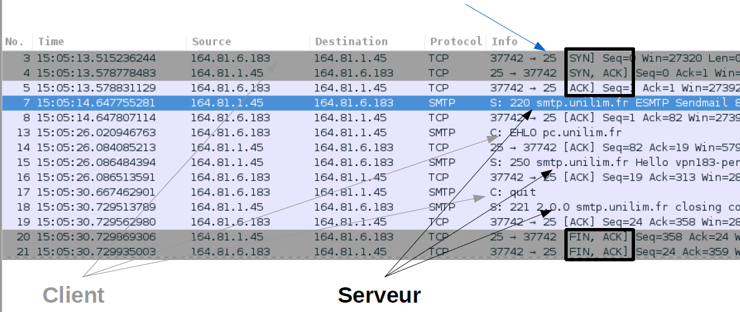 No. Time Source Destination Protocol Info
3 15:05:13.515236244 164.81.6.183 164.81.1.45 TCP 37742 → 25 [SYN] Seq=0 Win=27320 Len=0
4 15:05:13.578778483 164.81.1.45 164.81.6.183 TCP 25 → 37742 [SYN, ACK] Seq=0 Ack=1 Win=
5 15:05:13.578831129 164.81.6.183 164.81.1.45 TCP 37742 → 25 [ACK] Seq=1 Ack=1 Win=27392
7 15:05:14.647755281 164.81.1.45 164.81.6.183 SMTP S: 220 smtp.unilim.fr ESMTP Sendmail 8
8 15:05:14.647807114 164.81.6.183 164.81.1.45 TCP 37742 → 25 [ACK] Seq=1 Ack=82 Win=2739
13 15:05:26.020946763 164.81.6.183 164.81.1.45 SMTP C: EHLO pc.unilim.fr
14 15:05:26.084085213 164.81.1.45 164.81.6.183 TCP 25 → 37742 [ACK] Seq=82 Ack=19 Win=579
15 15:05:26.086484394 164.81.1.45 164.81.6.183 SMTP S: 250 smtp.unilim.fr Hello vpn183-per
16 15:05:26.086513591 164.81.6.183 164.81.1.45 TCP 37742 → 25 [ACK] Seq=19 Ack=313 Win=28
17 15:05:30.667462901 164.81.6.183 164.81.1.45 SMTP C: quit
18 15:05:30.729513789 164.81.1.45 164.81.6.183 SMTP S: 221 2.0.0 smtp.unilim.fr closing co
19 15:05:30.729562980 164.81.6.183 164.81.1.45 TCP 37742 → 25 [ACK] Seq=24 Ack=358 Win=28
20 15:05:30.729869306 164.81.1.45 164.81.6.183 TCP 25 → 37742 [FIN, ACK] Seq=358 Ack=24 W
21 15:05:30.729935003 164.81.6.183 164.81.1.45 TCP 37742 → 25 [FIN, ACK] Seq=24 Ack=359 W
Client Serveur